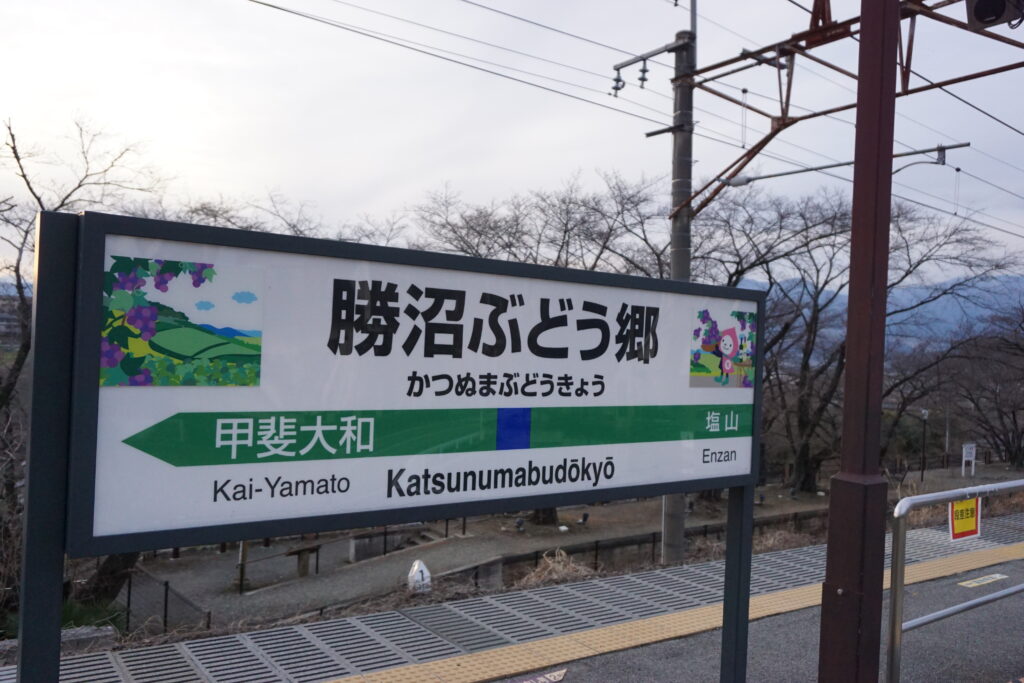 勝沼ぶどう郷
かつぬまぶどうきょう
甲斐大和
塩山
Kai-Yamato
Katsunumabudōkyō
Enzan
1